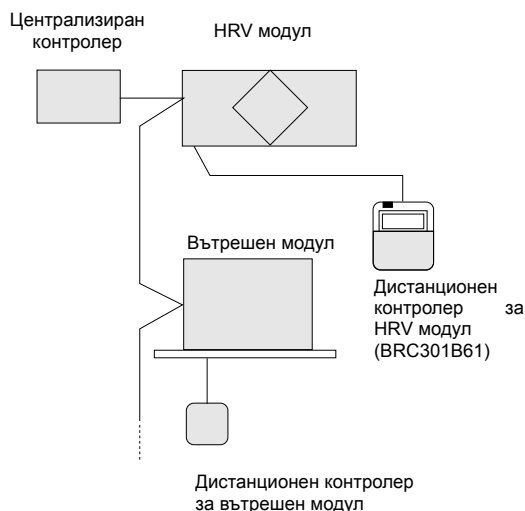 Централизиран
контролер
HRV модул
Вътрешен модул
Дистанционен
контролер за
HRV модул
(BRC301B61)
Дистанционен контролер
за вътрешен модул